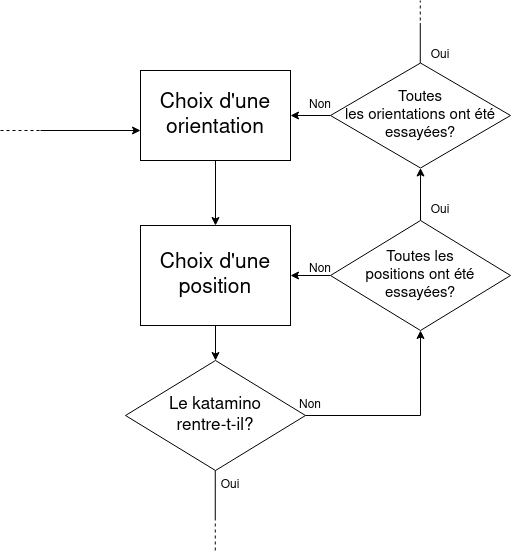 Oui
Choix d'une
orientation
Non
Toutes
les orientations ont été
essayées?
Oui
Choix d'une
position
Non
Toutes les
positions ont été
essayées?
Le katamino
rentre-t-il?
Non
Oui